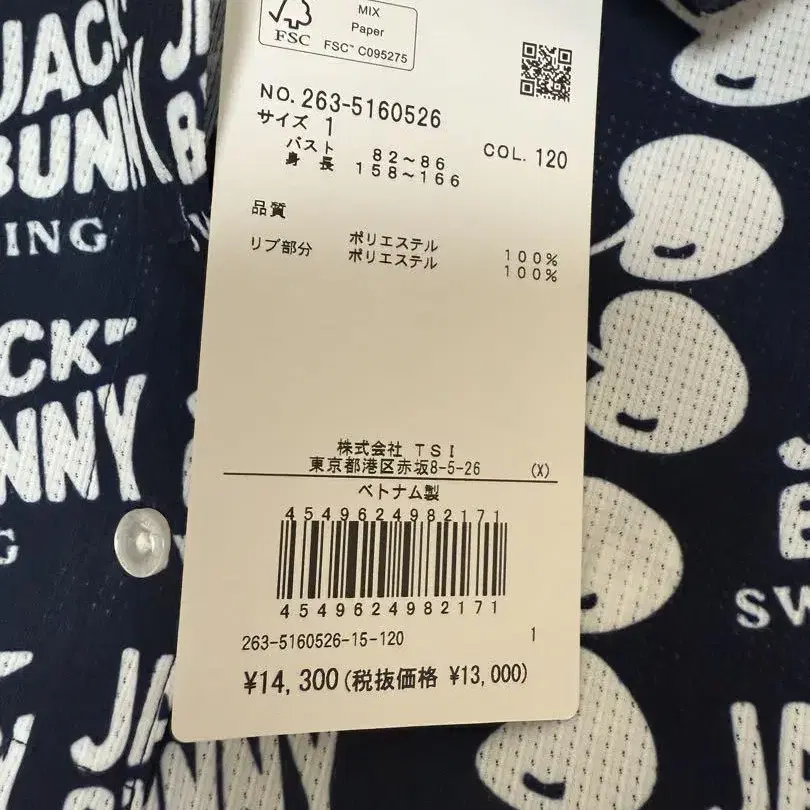 FSC
MIX
Paper
FSC™ C095275
NO. 263-5160526
サイズ 1
COL. 120
バスト 82~86
身長 158~166
品質
ポリエステル 100%
リブ部分 ポリエステル 100%
株式会社 TSI
東京都港区赤坂8-5-26 (X)
ベトナム製
4549624982171
4549624982171
263-5160526-15-120 1
¥14,300(税抜価格 ¥13,000)
JACK
BUNNY
ING
JACK
BUNNY
SW